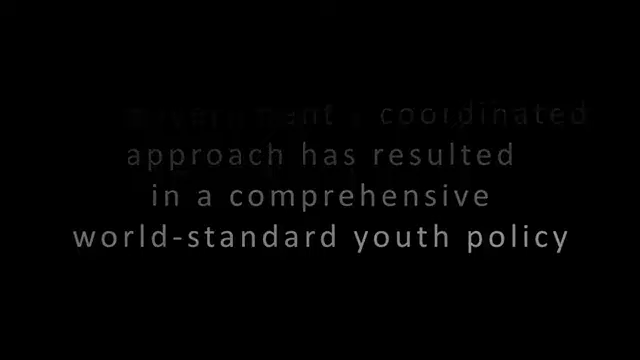 coordinated
approach has resulted
in a comprehensive
world-standard youth policy